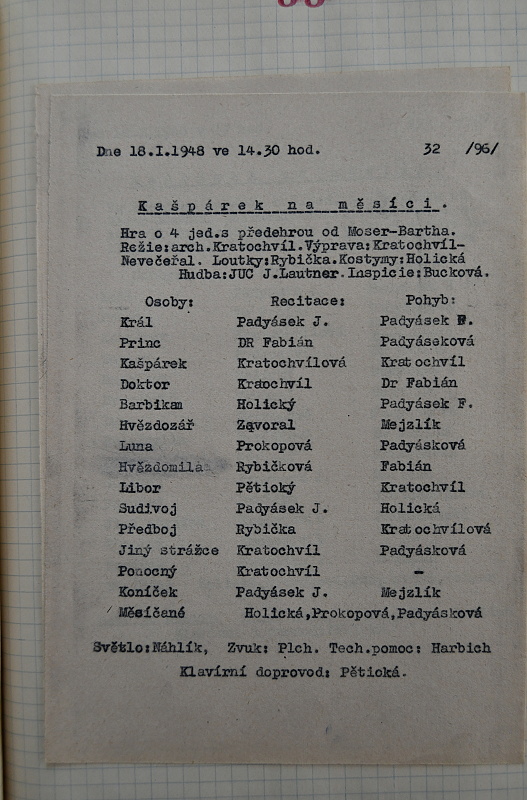 Dne 18.I.1948 ve 14.30 hod. 32 /96/
Kašpárek na měsíci.
Hra o 4 jed.s předehrou od Moser-Bartha.
Režie:arch.Kratochvíl.Výprava:Kratochvíl-
Nevečeřal. Loutky:Rybička.Kostymy:Holická
Hudba:JUC J.Lautner.Inspicie:Bucková.
Osoby: Recitace: Pohyb:
Král Padyásek J. Padyásek F.
Princ DR Fabián Padyáseková
Kašpárek Kratochvílová Kratochvíl
Doktor Kratochvíl Dr Fabián
Barbikan Holický Padyásek F.
Hvězdozář Zavoral Mejzlík
Luna Prokopová Padyásková
Hvězdomila Rybičková Fabián
Libor Pětioký Kratochvíl
Sudivoj Padyásek J. Holická
Předboj Rybička Kratochvílová
Jiný strážce Kratochvíl Padyásková
Ponocný Kratochvíl -
Koníček Padyásek J. Mejzlík
Měsíčané Holická,Prokopová,Padyásková
Světlo:Náhlík, Zvuk: Plch. Tech.pomoc: Harbich
Klavírní doprovod: Pětioká.